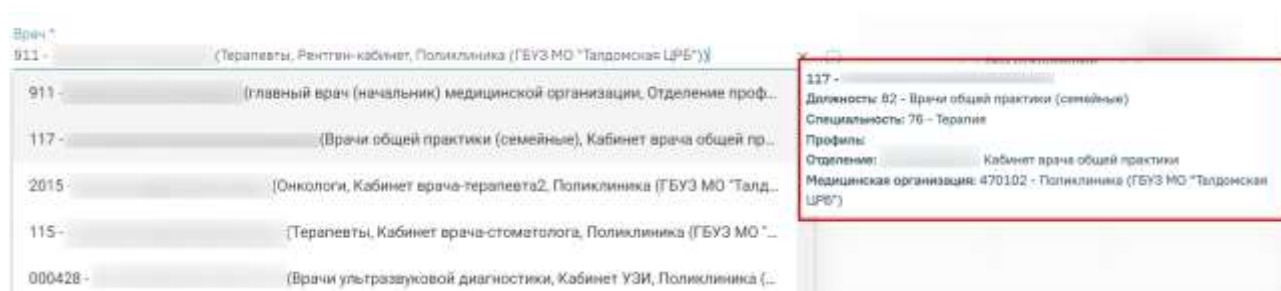 Врач *
911 - (Терапевты, Рентген-кабинет, Поликлиника (ГБУЗ МО "Талдомская ЦРБ"))
911 - (главный врач (начальник) медицинской организации, Отделение проф...
117 - (Врачи общей практики (семейные), Кабинет врача общей пр...
2015 - (Онкологи, Кабинет врача-терапевта2, Поликлиника (ГБУЗ МО "Талд...
115 - (Терапевты, Кабинет врача-стоматолога, Поликлиника (ГБУЗ МО "...
000428 - (Врачи ультразвуковой диагностики, Кабинет УЗИ, Поликлиника (...
117 -
Должность: 82 - Врачи общей практики (семейные)
Специальность: 76 - Терапия
Профиль:
Отделение: Кабинет врача общей практики
Медицинская организация: 470102 - Поликлиника (ГБУЗ МО "Талдомская
ЦРБ")